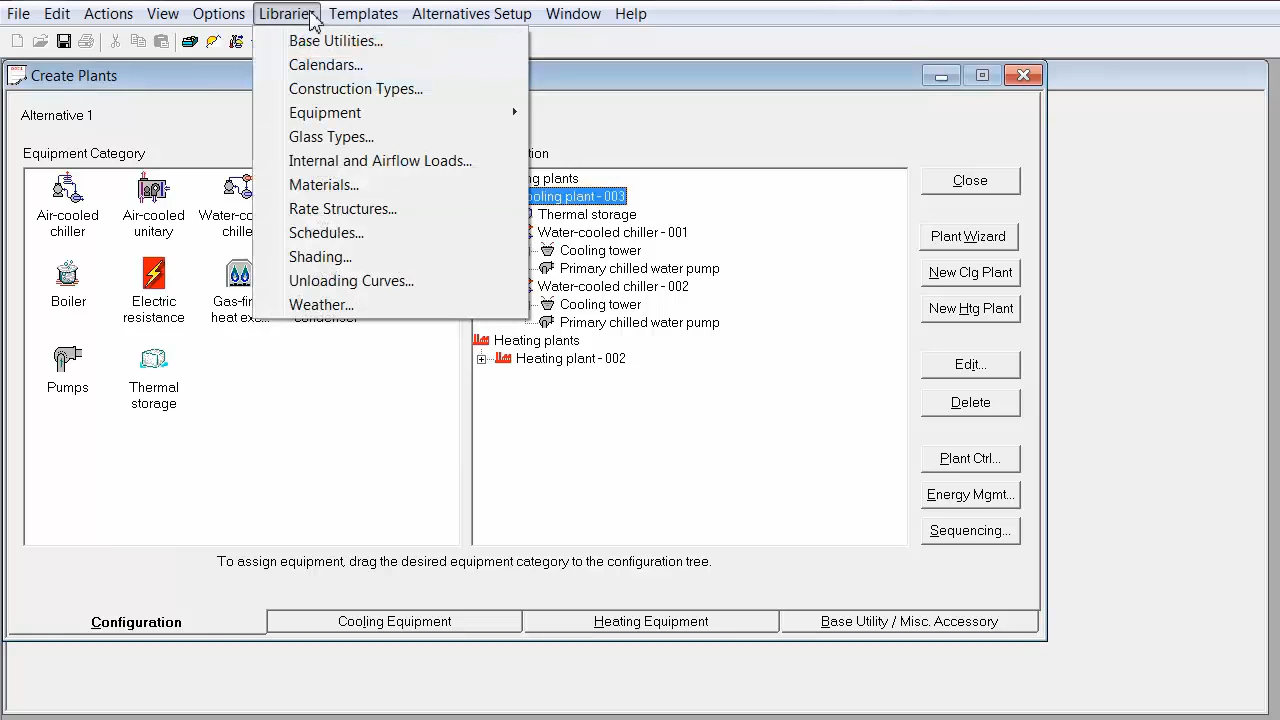 File Edit Actions View Options Libraries Templates Alternatives Setup Window Help
Create Plants
Base Utilities...
Calendars...
Construction Types...
Equipment
Glass Types...
Internal and Airflow Loads...
Materials...
Rate Structures...
Schedules...
Shading...
Unloading Curves...
Weather...
Alternative 1
Equipment Category
Air-cooled
chiller
Air-cooled
unitary
Boiler
Electric
resistance
Pumps
Thermal
storage
cooling plant - 003
Thermal storage
Water-cooled chiller - 001
Cooling tower
Primary chilled water pump
Water-cooled chiller - 002
Cooling tower
Primary chilled water pump
Heating plants
Heating plant - 002
Close
Plant Wizard
New Clg Plant
New Htg Plant
Edit...
Delete
Plant Ctrl...
Energy Mgmt...
Sequencing...
To assign equipment, drag the desired equipment category to the configuration tree.
Configuration
Cooling Equipment
Heating Equipment
Base Utility / Misc. Accessory